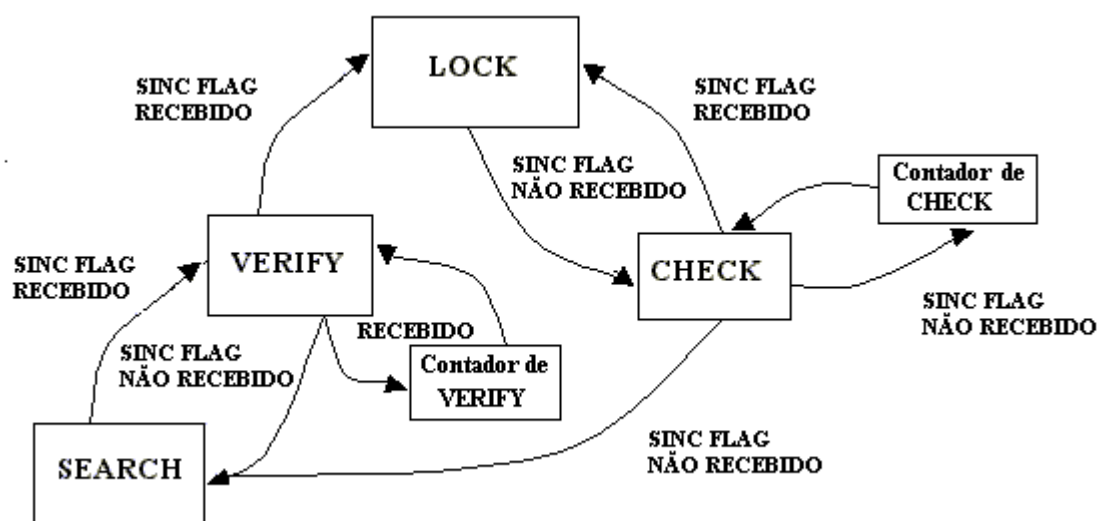 LOCK
SINC FLAG
RECEBIDO
SINC FLAG
RECEBIDO
SINC FLAG
NÃO RECEBIDO
Contador de
CHECK
VERIFY
CHECK
SINC FLAG
RECEBIDO
SINC FLAG
NÃO RECEBIDO
RECEBIDO
SINC FLAG
NÃO RECEBIDO
Contador de
VERIFY
SEARCH
SINC FLAG
NÃO RECEBIDO